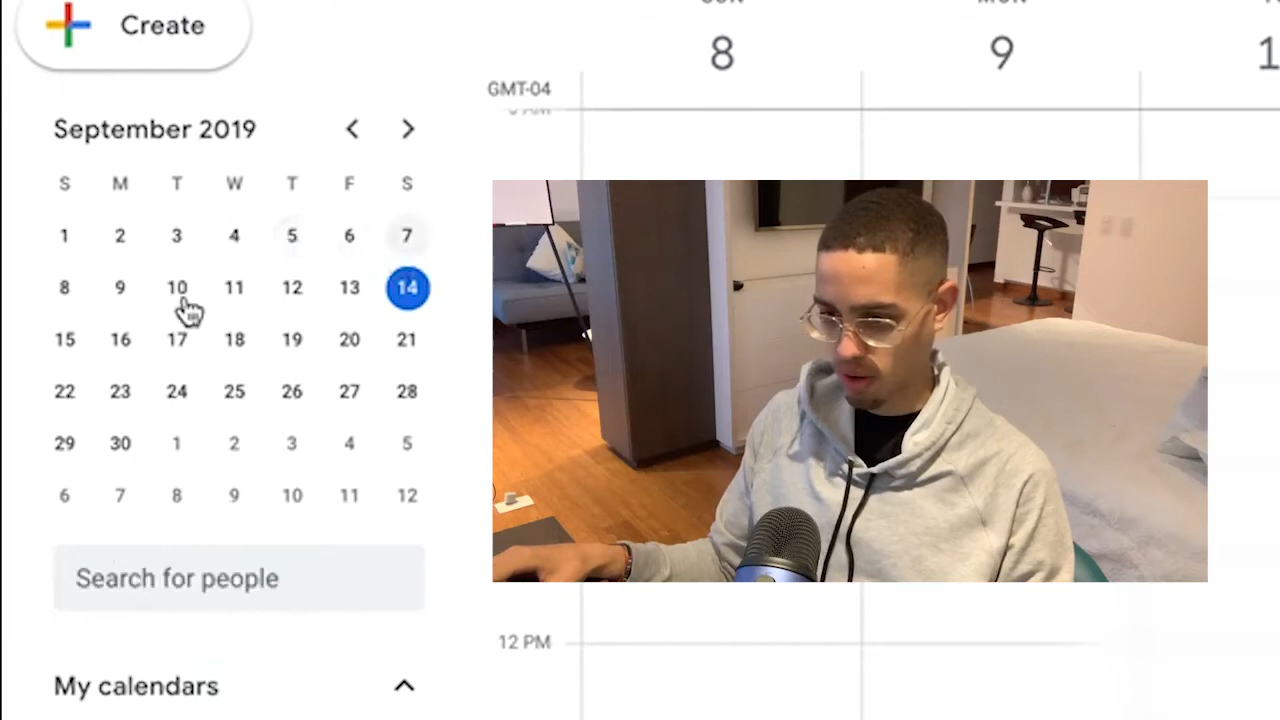 Create
8
9
1
GMT-04
September 2019
S M T W T F S
1 2 3 4 5 6 7
8 9 10 11 12 13 14
15 16 17 18 19 20 21
22 23 24 25 26 27 28
29 30 1 2 3 4 5
6 7 8 9 10 11 12
Search for people
12 PM
My calendars